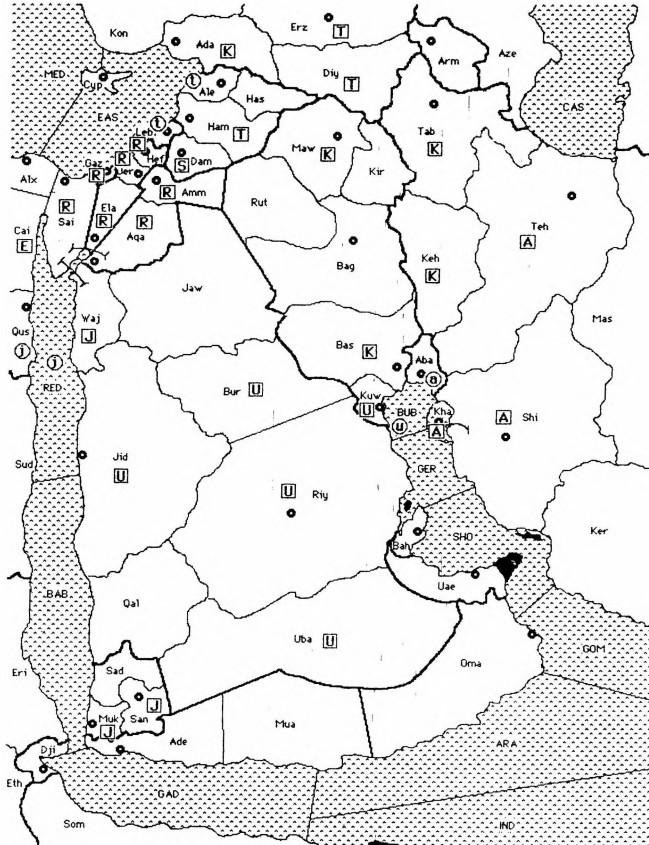 Kon
Ada
K
Erz
T
Arm
Aze
MED
Cyp
t
Ale
Has
Diy
T
CAS
EAS
t
Leb
Ham
T
Maw
K
Tab
K
R
Hef
Dam
S
Kir
Alx
Gaz
R
R
Jer
R
Amm
Rut
Teh
A
R
Sai
Ela
R
R
Aqa
Bag
Keh
K
Cai
E
Jaw
Mas
Qus
j
j
RED
Waj
J
Bas
K
Aba
a
Bur
U
Kuw
U
BUB
u
Kha
A
A
Shi
Sud
Jid
U
U
Riy
GER
Bah
SHO
Ker
Uae
BAB
Qal
Uba
U
GOM
Eri
Sad
Oma
J
San
Muk
J
Ade
Mua
ARA
Dji
Eth
GAD
IND
Som